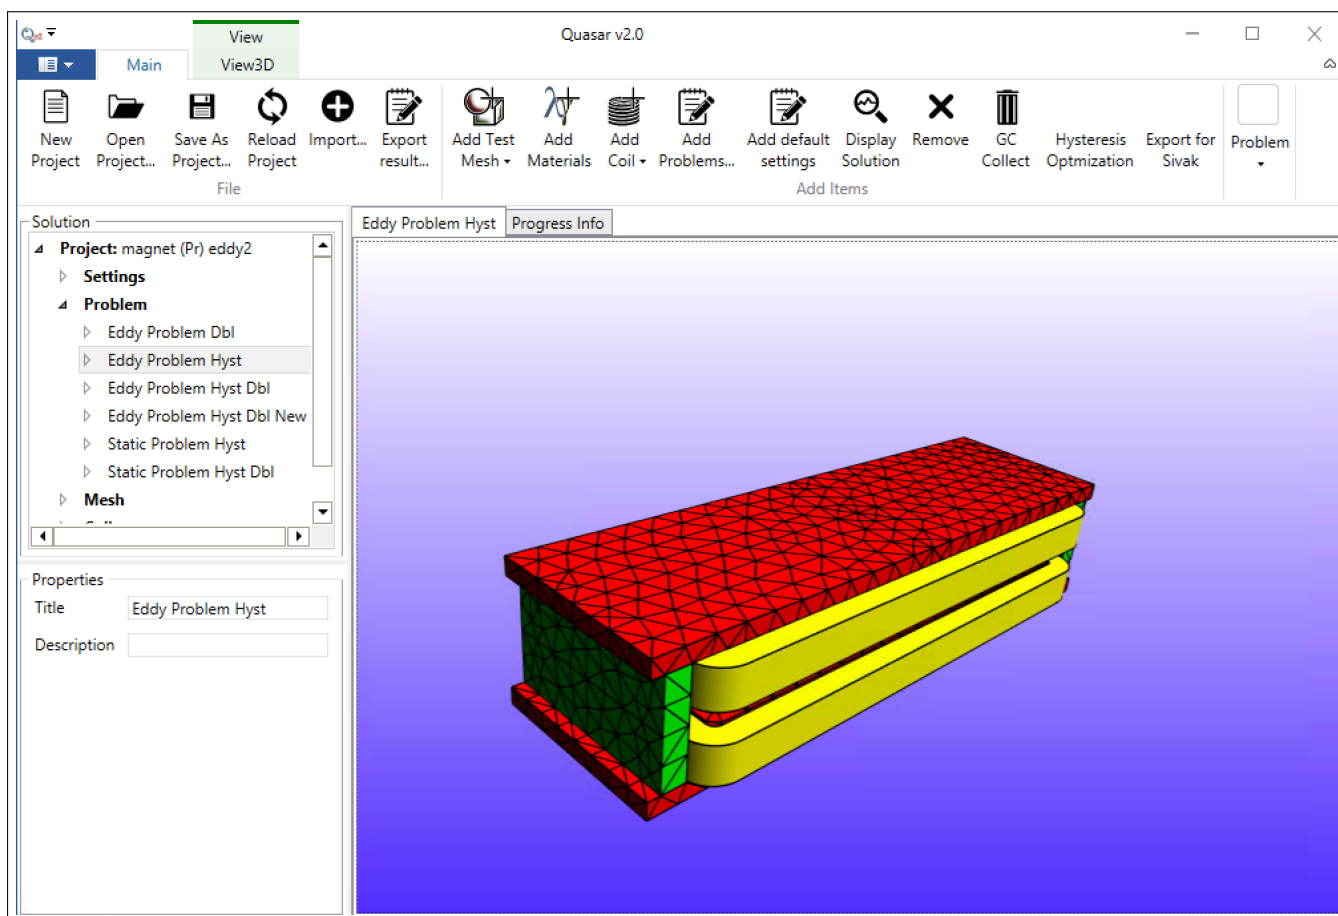 View
Quasar v2.0
Main
View3D
New Project
Open Project...
Save As Project...
Reload Project
Import...
Export result...
Add Test Mesh
Add Materials
Add Coil
Add Problems...
Add default settings
Display Solution
Remove
GC Collect
Hysteresis Optmization
Export for Sivak
Problem
File
Add Items
Solution
Project: magnet (Pr) eddy2
Settings
Problem
Eddy Problem Dbl
Eddy Problem Hyst
Eddy Problem Hyst Dbl
Eddy Problem Hyst Dbl New
Static Problem Hyst
Static Problem Hyst Dbl
Mesh
Eddy Problem Hyst
Progress Info
Properties
Title
Eddy Problem Hyst
Description